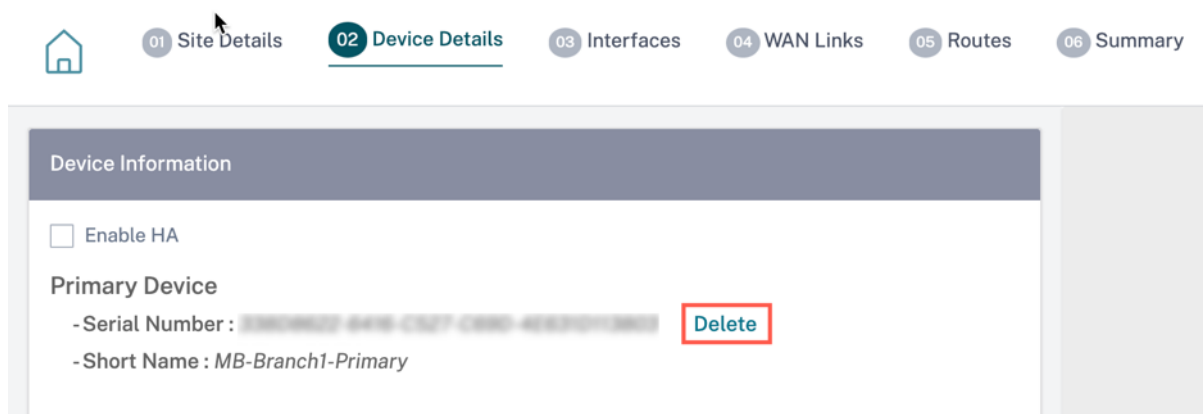 01 Site Details 02 Device Details 03 Interfaces 04 WAN Links 05 Routes 06 Summary
Device Information
Enable HA
Primary Device
- Serial Number : Delete
- Short Name : MB-Branch1-Primary